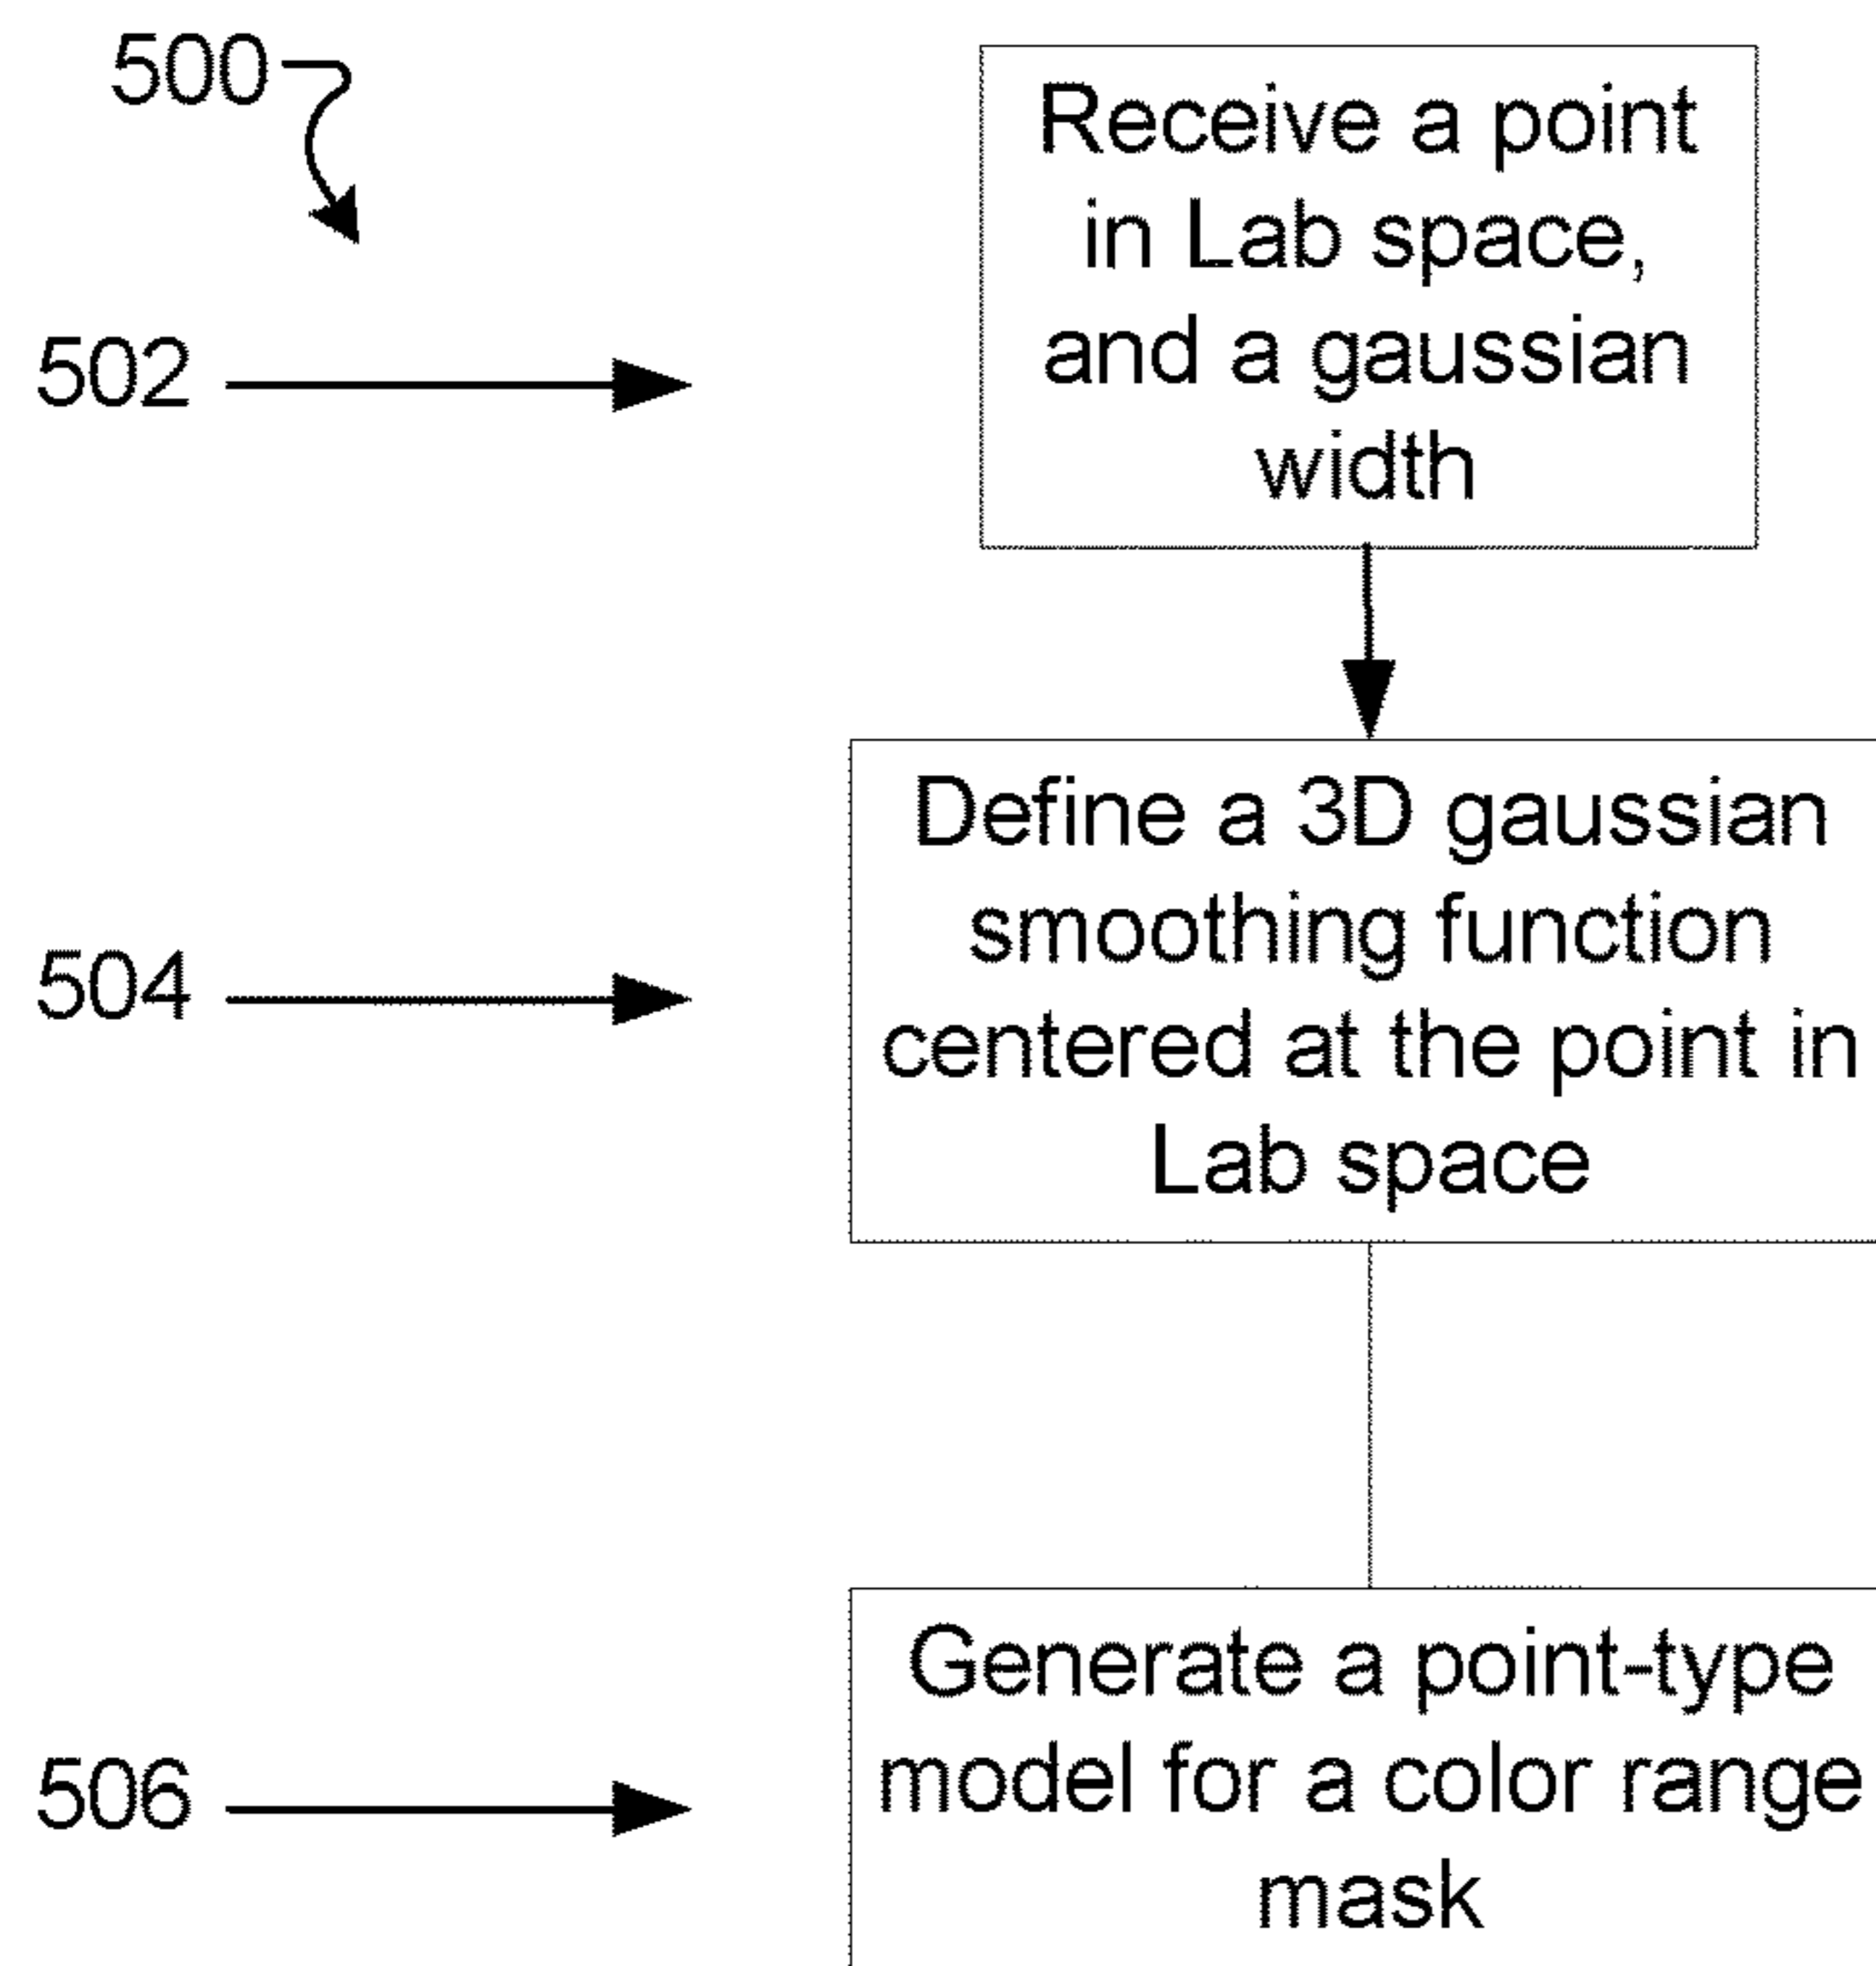 500
Receive a point
in Lab space,
and a gaussian
width
502
Define a 3D gaussian
smoothing function
centered at the point in
Lab space
504
Generate a point-type
model for a color range
mask
506